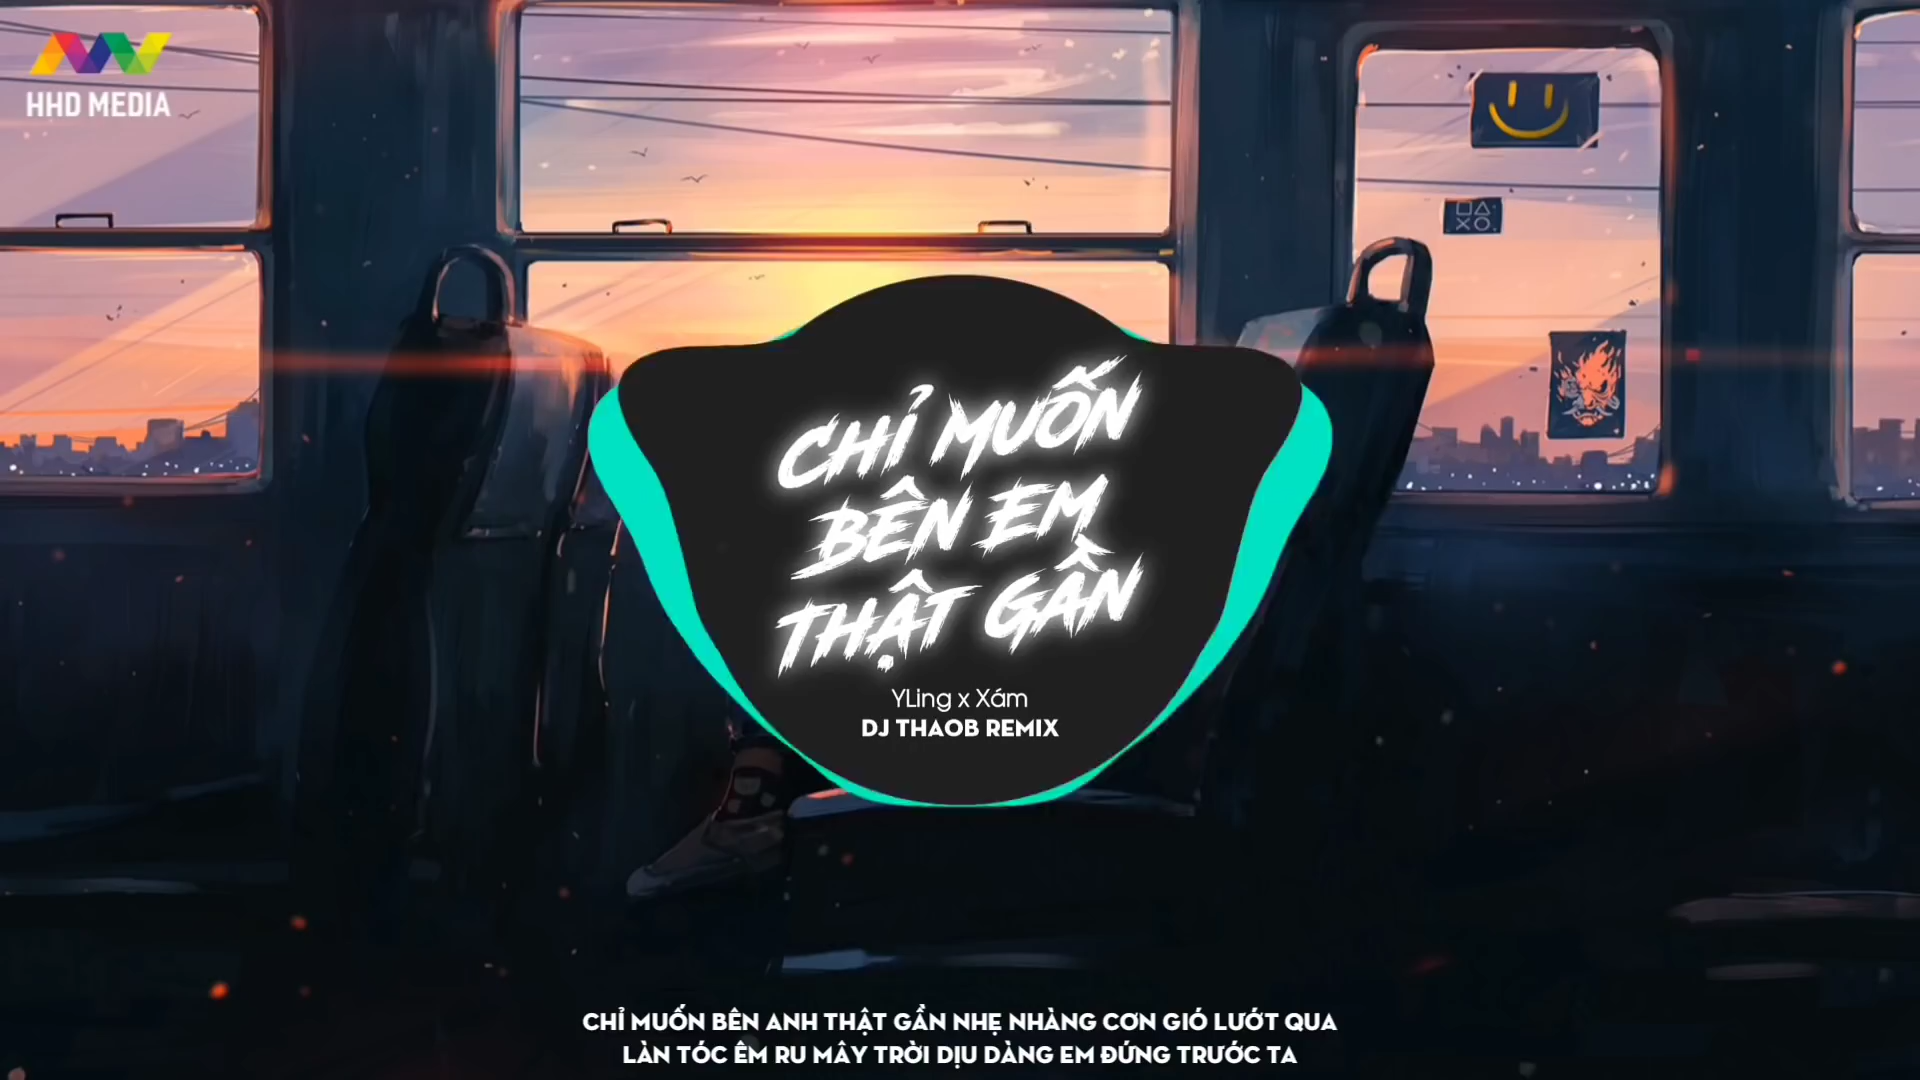 HHD MEDIA
CHỈ MUỐN
BÊN EM
THẬT GẦN
YLing x Xám
DJ THAOB REMIX
CHỈ MUỐN BÊN ANH THẬT GẦN NHẸ NHÀNG CƠN GIÓ LƯỚT QUA
LÀN TÓC ÊM RU MÂY TRỜI DỊU DÀNG EM ĐỨNG TRƯỚC TA